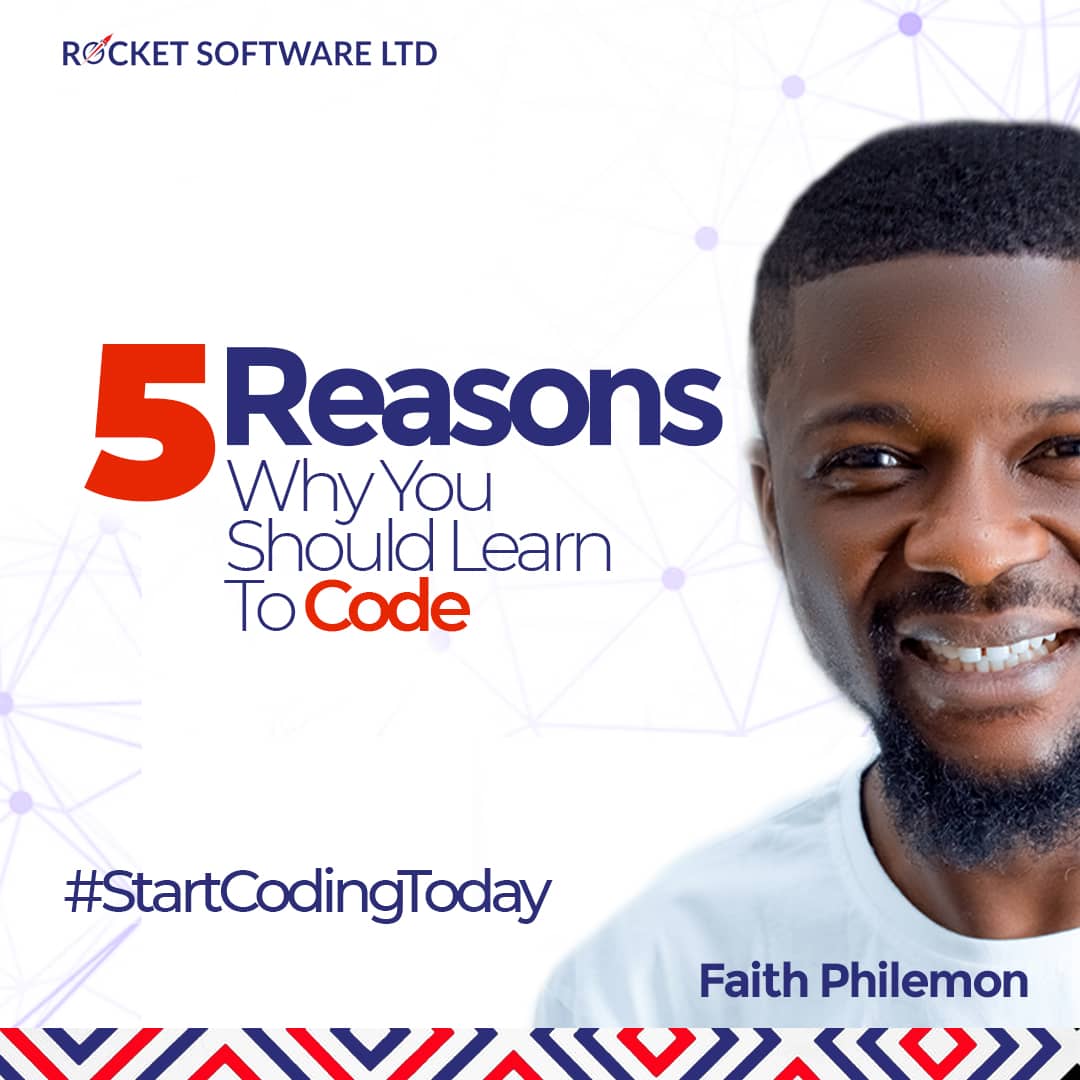 ROCKET SOFTWARE LTD
5 Reasons
Why You
Should Learn
To Code
#StartCodingToday
Faith Philemon